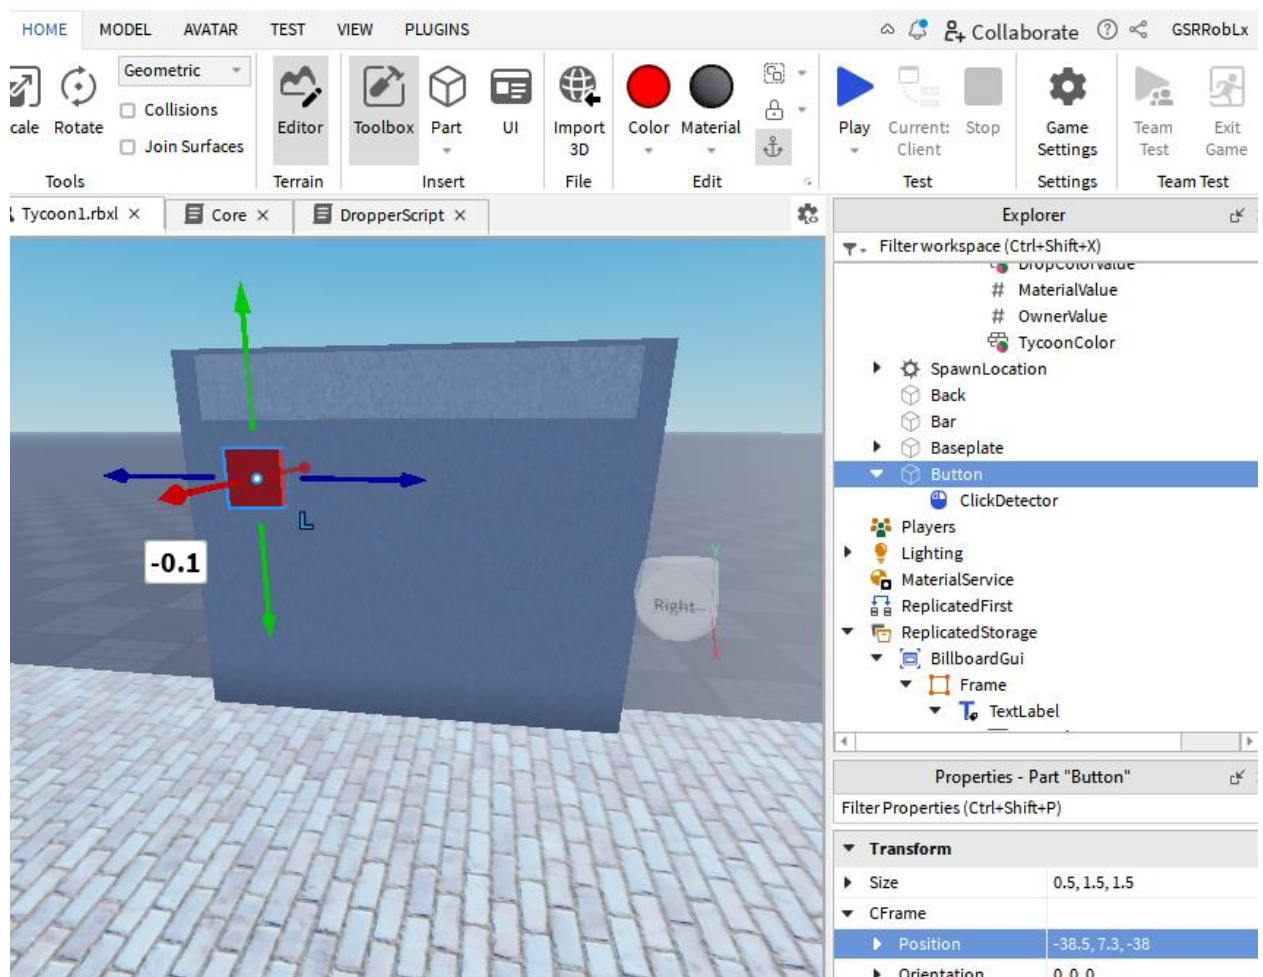 HOME MODEL AVATAR TEST VIEW PLUGINS Collaborate GSRRobLx
Geometric
Collisions
Join Surfaces
cale Rotate Editor Toolbox Part UI Import 3D Color Material Play Current: Client Stop Game Settings Team Test Exit Game
Tools Terrain Insert File Edit Test Settings Team Test
Tycoon1.rbxl × Core × DropperScript ×
Explorer
Filter workspace (Ctrl+Shift+X)
DropColorValue
MaterialValue
OwnerValue
TycoonColor
SpawnLocation
Back
Bar
Baseplate
Button
ClickDetector
Players
Lighting
MaterialService
ReplicatedFirst
ReplicatedStorage
BillboardGui
Frame
TextLabel
L
-0.1
Y
Right
X
Properties - Part "Button"
Filter Properties (Ctrl+Shift+P)
Transform
Size 0.5, 1.5, 1.5
CFrame
Position -38.5, 7.3, -38
Orientation 0, 0, 0